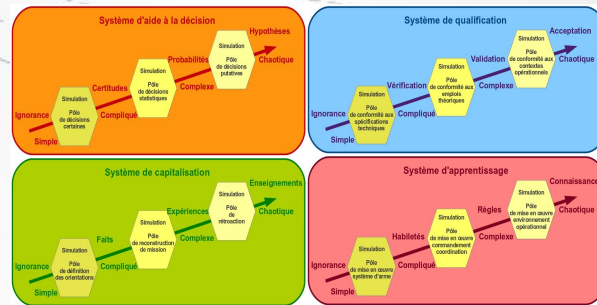 Système d'aide à la décision
Hypothèses
Simulation
Pôle
de décisions
putatives
Chaotique
Probabilités
Simulation
Pôle
de décisions
statistiques
Complexe
Certitudes
Simulation
Pôle
de décisions
certaines
Compliqué
Ignorance
Simple
Système de qualification
Acceptation
Simulation
Pôle
de conformité aux
contextes
opérationnels
Chaotique
Validation
Simulation
Pôle
de conformité aux
emplois
théoriques
Complexe
Vérification
Simulation
Pôle
de conformité aux
spécifications
techniques
Compliqué
Ignorance
Simple
Système de capitalisation
Enseignements
Simulation
Pôle
de
rétroaction
Chaotique
Expériences
Simulation
Pôle
de reconstruction
de mission
Complexe
Faits
Simulation
Pôle
de définition
des orientations
Compliqué
Ignorance
Simple
Système d'apprentissage
Connaissance
Simulation
Pôle
de mise en œuvre
environnement
opérationnel
Chaotique
Règles
Simulation
Pôle
de mise en œuvre
commandement
coordination
Complexe
Habiletés
Simulation
Pôle
de mise en œuvre
système d'arme
Compliqué
Ignorance
Simple